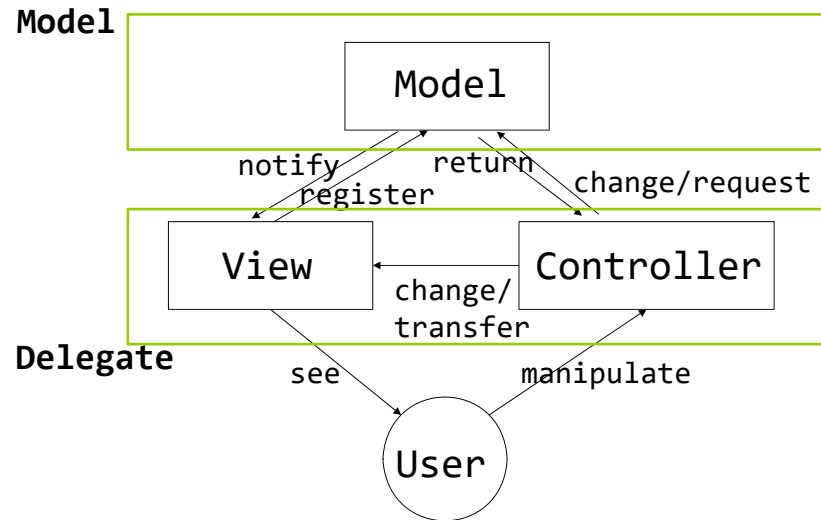 Model
Model
notify
return
register
change/request
View
Controller
change/
transfer
Delegate
see
manipulate
User